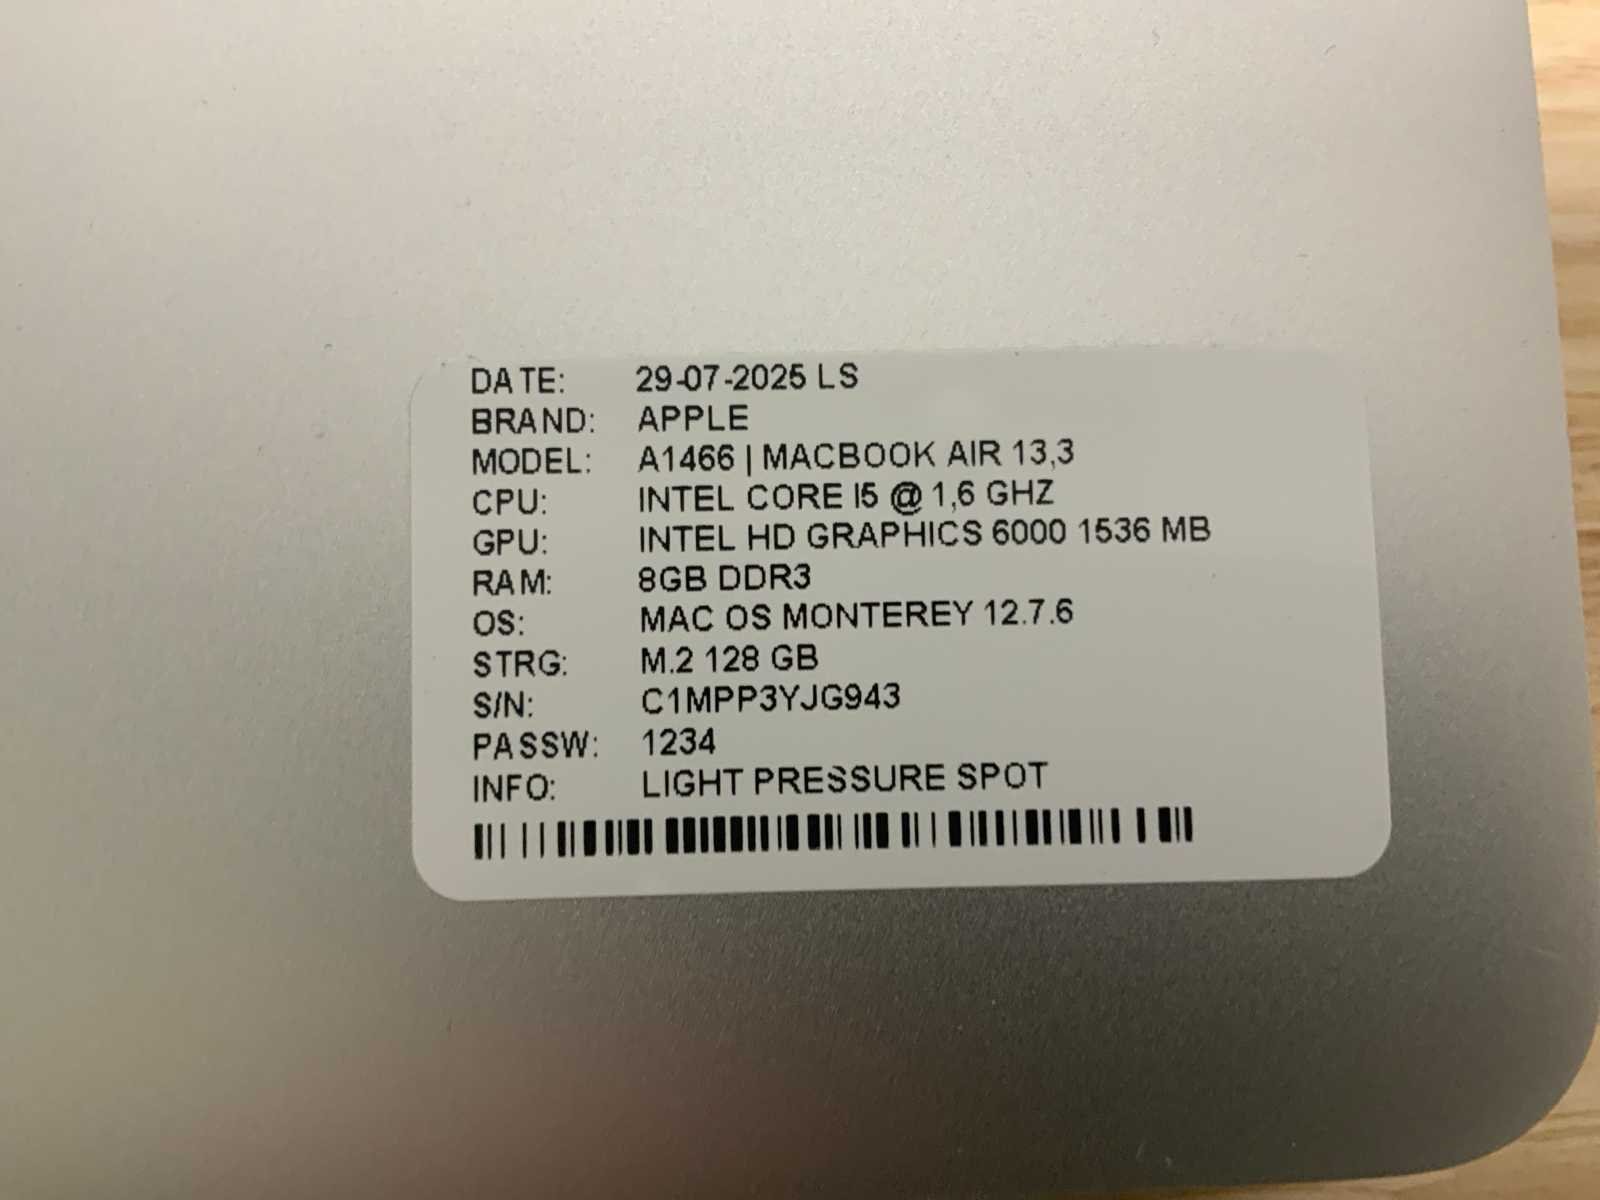 DATE: 29-07-2025 LS
BRAND: APPLE
MODEL: A1466 | MACBOOK AIR 13,3
CPU: INTEL CORE I5 @ 1,6 GHZ
GPU: INTEL HD GRAPHICS 6000 1536 MB
RAM: 8GB DDR3
OS: MAC OS MONTEREY 12.7.6
STRG: M.2 128 GB
S/N: C1MPP3YJG943
PASSW: 1234
INFO: LIGHT PRESSURE SPOT